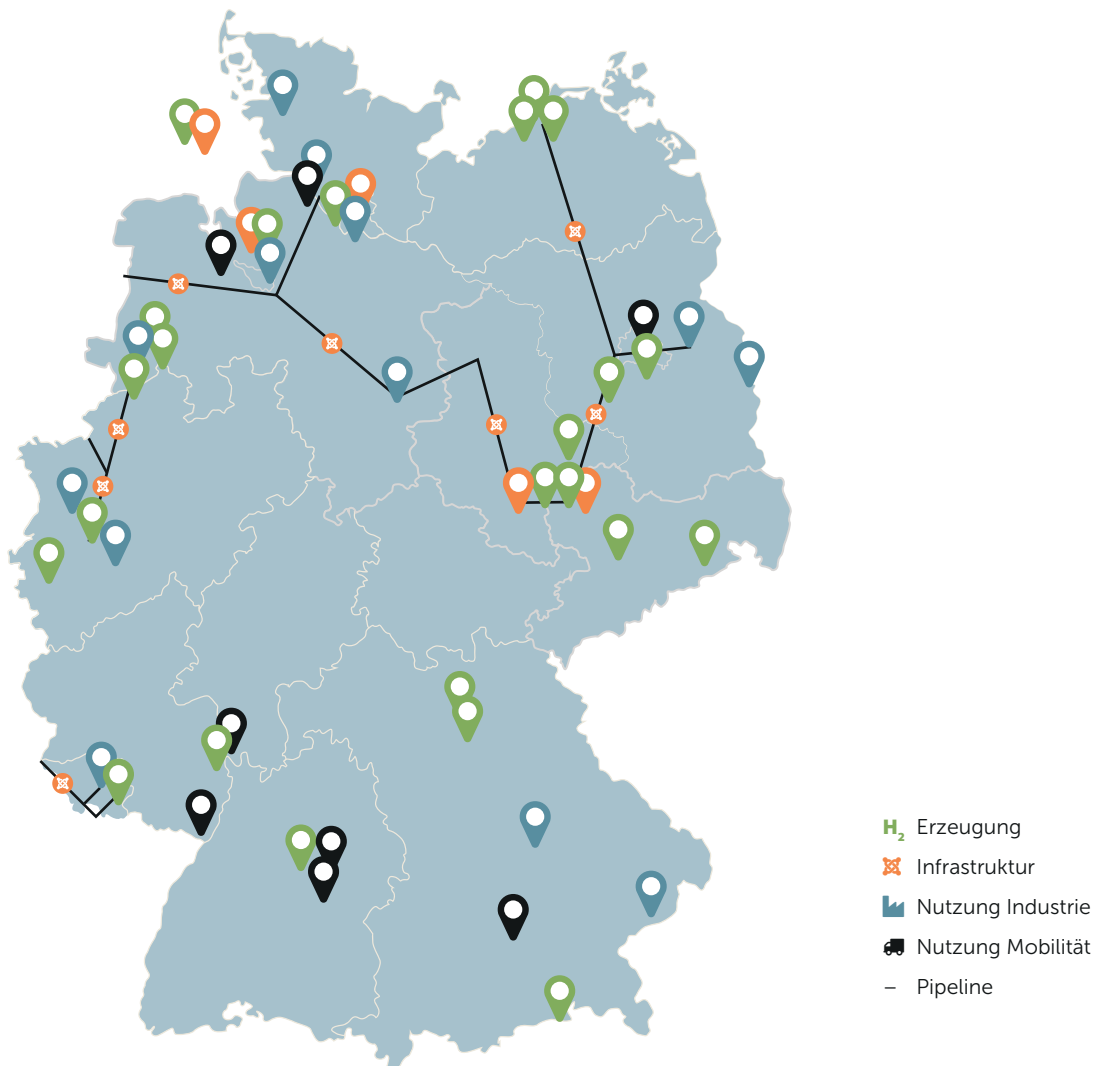 H₂ Erzeugung
Infrastruktur
Nutzung Industrie
Nutzung Mobilität
– Pipeline